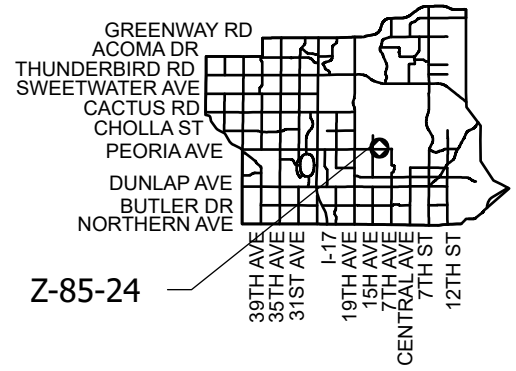 GREENWAY RD
ACOMA DR
THUNDERBIRD RD
SWEETWATER AVE
CACTUS RD
CHOLLA ST
PEORIA AVE
DUNLAP AVE
BUTLER DR
NORTHERN AVE
Z-85-24
39TH AVE
35TH AVE
31ST AVE
I-17
19TH AVE
15H AVE
7TH AVE
CENTRAL AVE
7TH ST
12TH ST